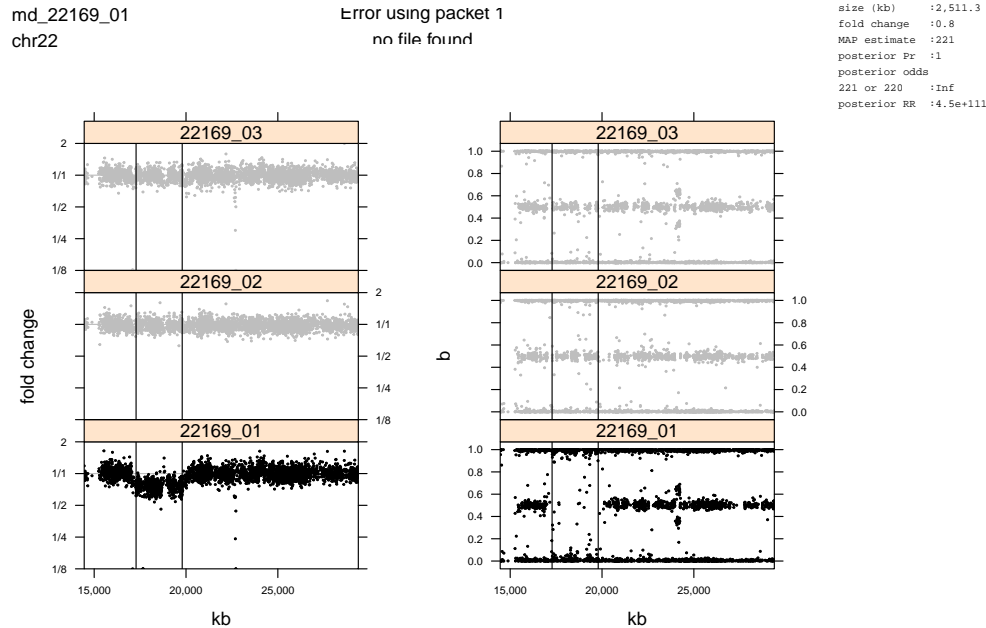 md_22169_01
chr22
Error using packet 1
no file found
size (kb) :2,511.3
fold change :0.8
MAP estimate :221
posterior Pr :1
posterior odds
221 or 220 :Inf
posterior RR :4.5e+111
22169_03
2
1/1
1/2
1/4
1/8
22169_02
2
1/1
1/2
1/4
1/8
22169_01
2
1/1
1/2
1/4
1/8
15,000 20,000 25,000
kb
fold change
22169_03
1.0
0.8
0.6
0.4
0.2
0.0
22169_02
1.0
0.8
0.6
0.4
0.2
0.0
22169_01
1.0
0.8
0.6
0.4
0.2
0.0
15,000 20,000 25,000
kb
b